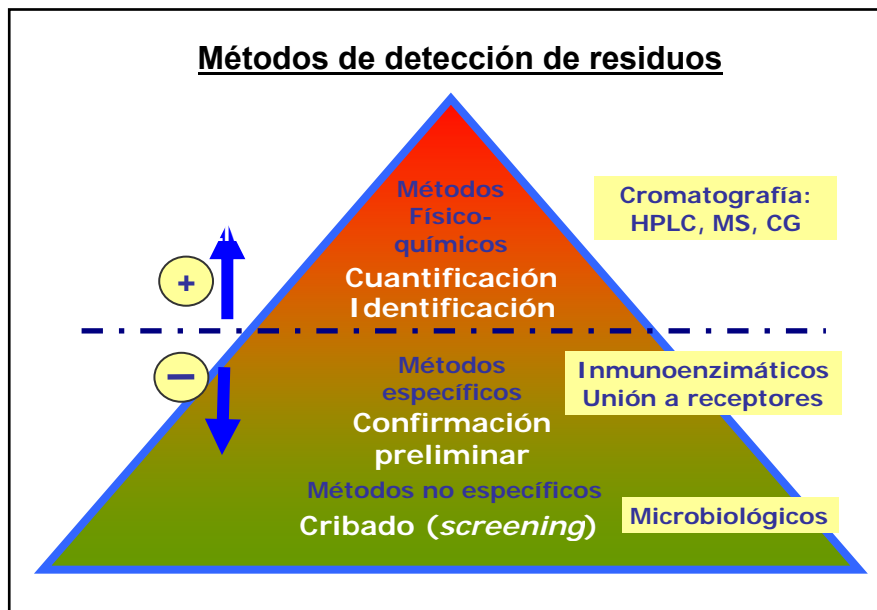 Métodos de detección de residuos
Métodos
Físico-
químicos
Cuantificación
Identificación
Cromatografía:
HPLC, MS, CG
+
−
Métodos
específicos
Confirmación
preliminar
Inmunoenzimáticos
Unión a receptores
Métodos no específicos
Cribado (screening)
Microbiológicos